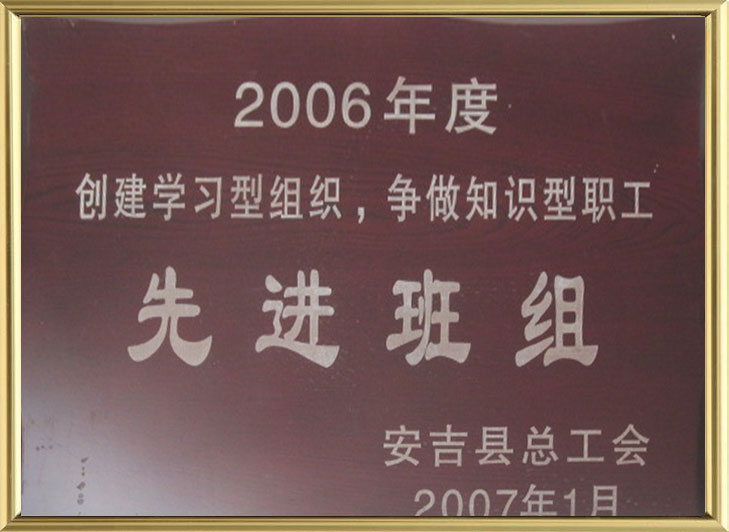 2006年度
创建学习型组织，争做知识型职工
先进班组
安吉县总工会
2007年1月